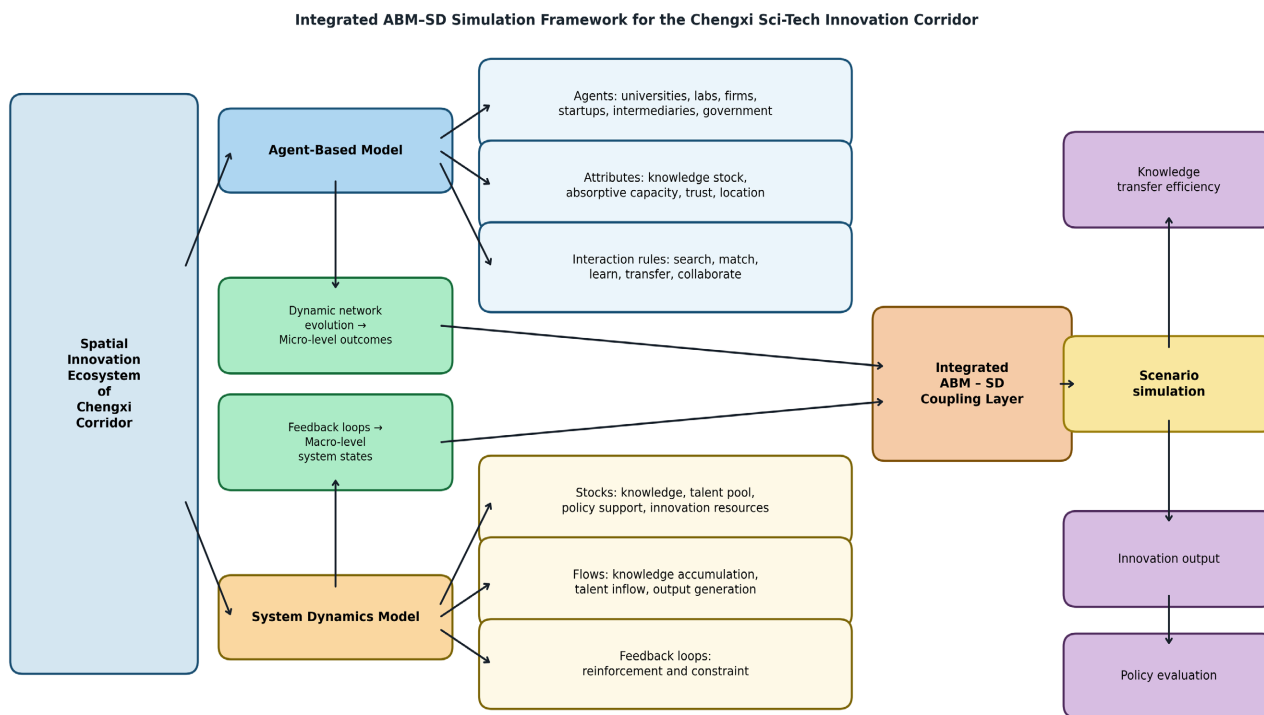 Integrated ABM–SD Simulation Framework for the Chengxi Sci-Tech Innovation Corridor
Spatial
Innovation
Ecosystem
of
Chengxi
Corridor
Agent-Based Model
Agents: universities, labs, firms,
startups, intermediaries, government
Attributes: knowledge stock,
absorptive capacity, trust, location
Interaction rules: search, match,
learn, transfer, collaborate
Dynamic network
evolution →
Micro-level outcomes
Feedback loops →
Macro-level
system states
System Dynamics Model
Stocks: knowledge, talent pool,
policy support, innovation resources
Flows: knowledge accumulation,
talent inflow, output generation
Feedback loops:
reinforcement and constraint
Integrated
ABM – SD
Coupling Layer
Scenario
simulation
Knowledge
transfer efficiency
Innovation output
Policy evaluation